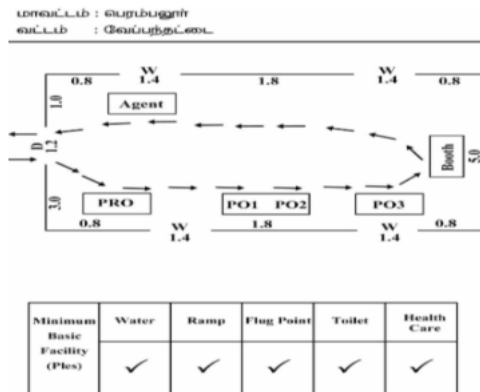 மாவட்டம் : பெரம்பலூர்
வட்டம் : வேப்பந்தட்டை
W W
0.8 1.4 1.8 1.4 0.8
1.0
Agent
D
1.2
Booth
5.0
3.0
PRO PO1 PO2 PO3
0.8 W 1.8 W 0.8
1.4 1.4
Minimum Basic Facility (Ples)
Water Ramp Flug Point Toilet Health Care
✓ ✓ ✓ ✓ ✓